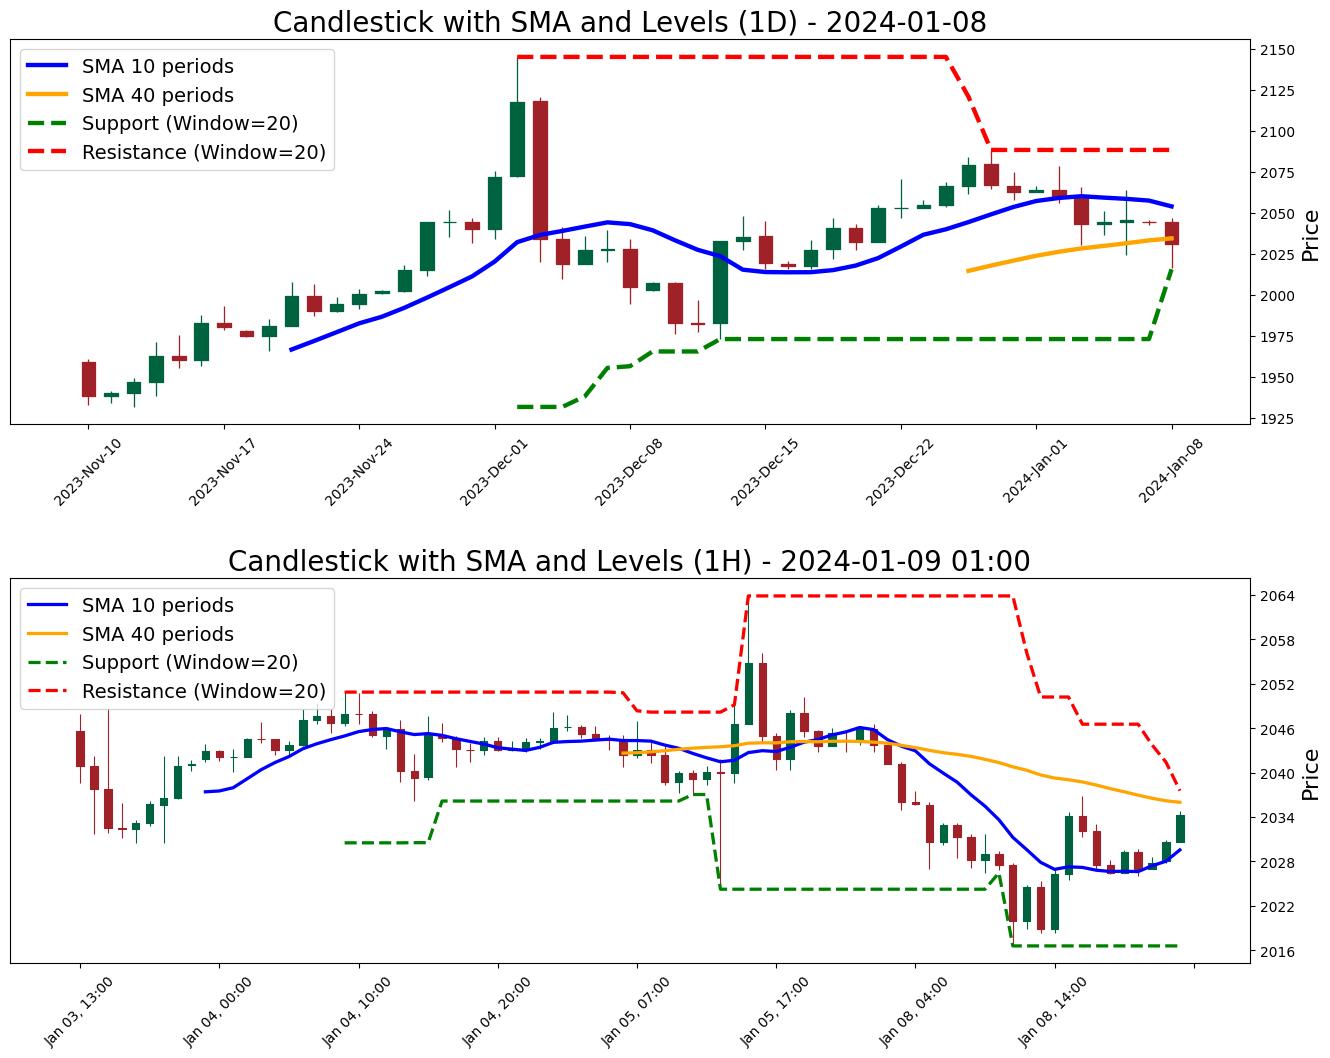 Candlestick with SMA and Levels (1D) - 2024-01-08
SMA 10 periods
SMA 40 periods
Support (Window=20)
Resistance (Window=20)
2150
2125
2100
2075
2050
2025
2000
1975
1950
1925
Price
2023-Nov-10
2023-Nov-17
2023-Nov-24
2023-Dec-01
2023-Dec-08
2023-Dec-15
2023-Dec-22
2024-Jan-01
2024-Jan-08
Candlestick with SMA and Levels (1H) - 2024-01-09 01:00
SMA 10 periods
SMA 40 periods
Support (Window=20)
Resistance (Window=20)
2064
2058
2052
2046
2040
2034
2028
2022
2016
Price
Jan 03, 13:00
Jan 04, 00:00
Jan 04, 10:00
Jan 04, 20:00
Jan 05, 07:00
Jan 05, 17:00
Jan 08, 04:00
Jan 08, 14:00